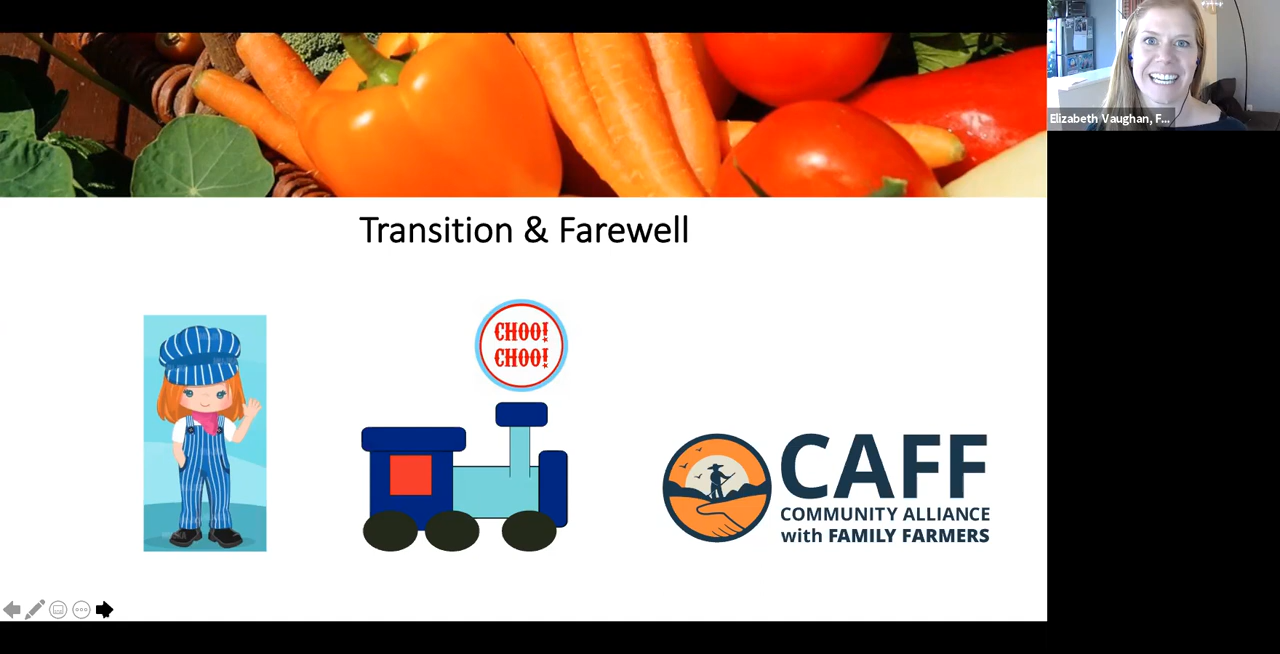 Elizabeth Vaughan, F...
Transition & Farewell
CHOO!
CHOO!
CAFF
COMMUNITY ALLIANCE
with FAMILY FARMERS